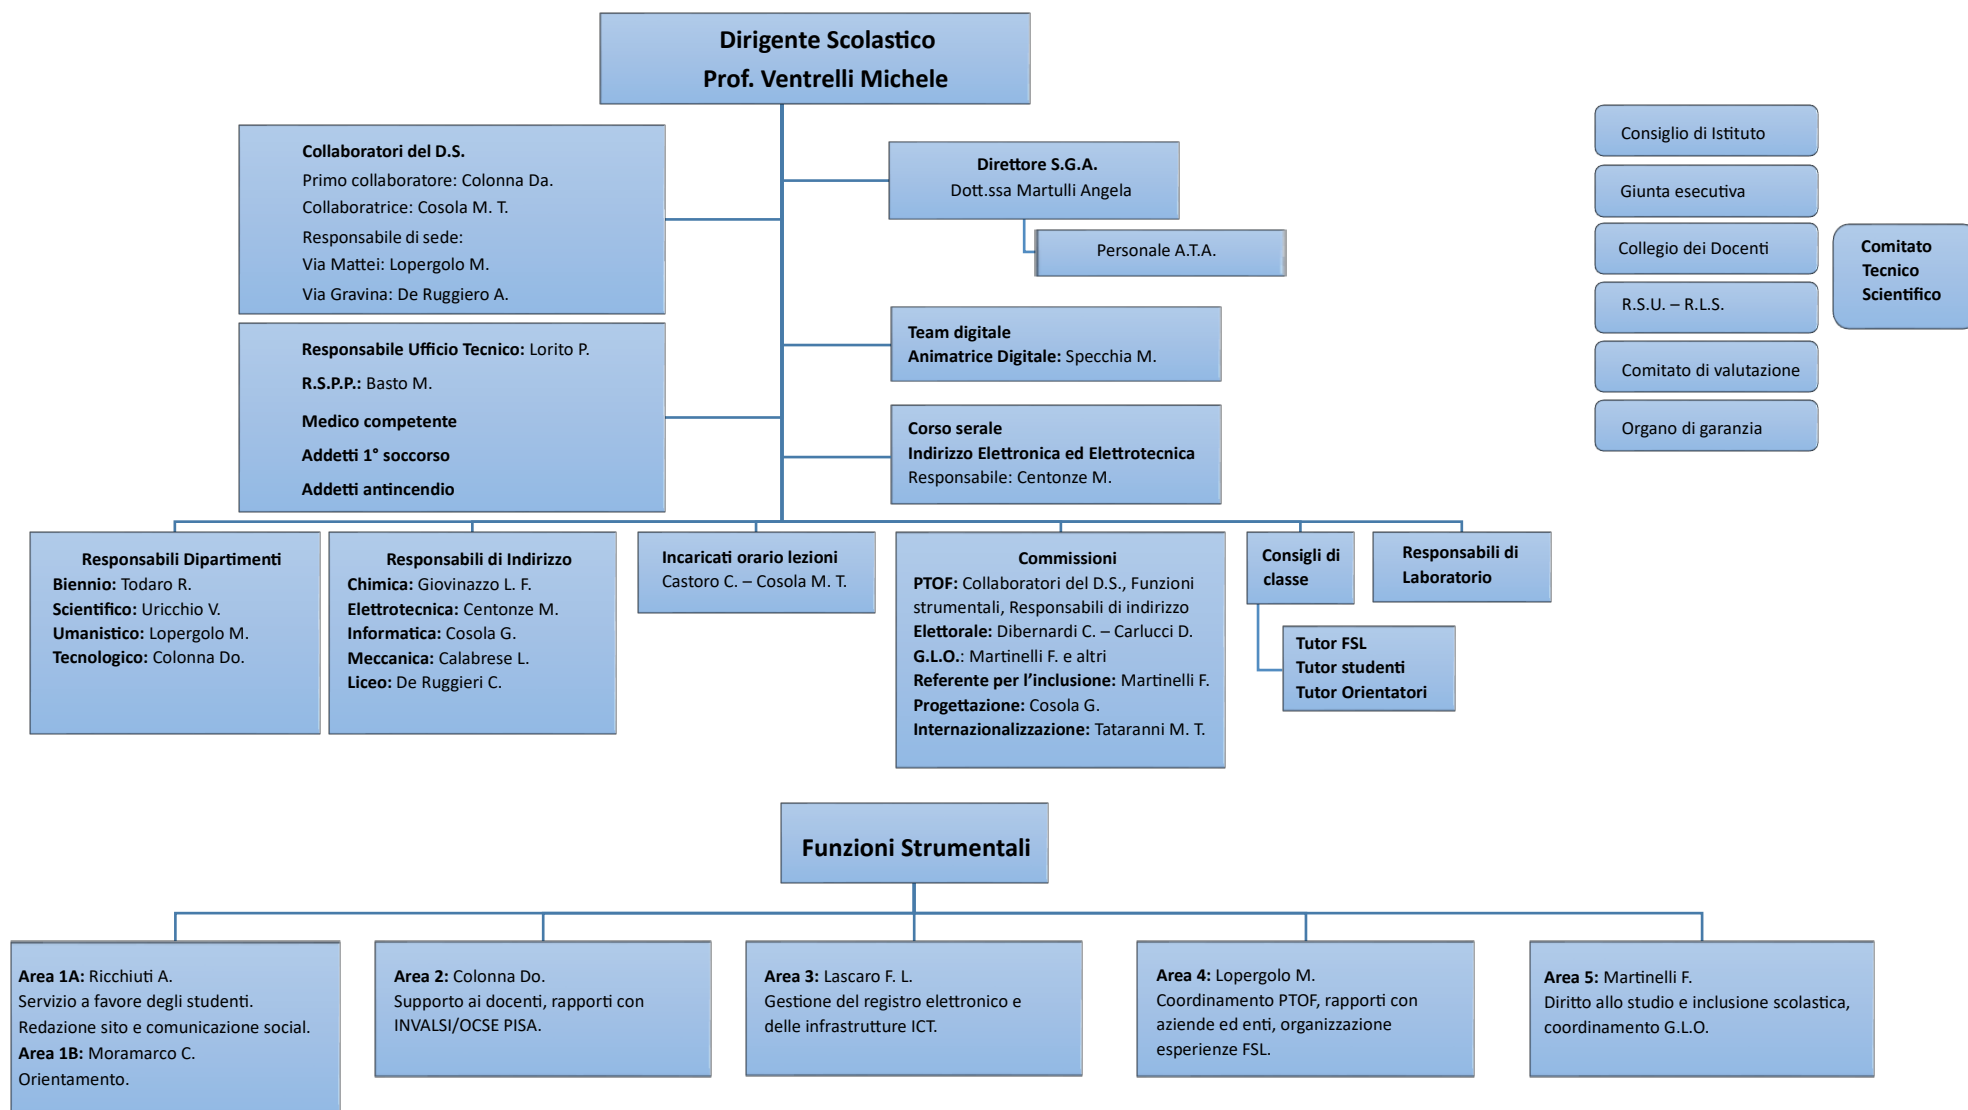 Dirigente Scolastico
Prof. Ventrelli Michele
Collaboratori del D.S.
Primo collaboratore: Colonna Da.
Collaboratrice: Cosola M. T.
Responsabile di sede:
Via Mattei: Lopergolo M.
Via Gravina: De Ruggiero A.
Direttore S.G.A.
Dott.ssa Martulli Angela
Personale A.T.A.
Consiglio di Istituto
Giunta esecutiva
Collegio dei Docenti
R.S.U. – R.L.S.
Comitato di valutazione
Organo di garanzia
Comitato
Tecnico
Scientifico
Responsabile Ufficio Tecnico: Lorito P.
R.S.P.P.: Basto M.
Medico competente
Addetti 1° soccorso
Addetti antincendio
Team digitale
Animatrice Digitale: Specchia M.
Corso serale
Indirizzo Elettronica ed Elettrotecnica
Responsabile: Centonze M.
Responsabili Dipartimenti
Biennio: Todaro R.
Scientifico: Uricchio V.
Umanistico: Lopergolo M.
Tecnologico: Colonna Do.
Responsabili di Indirizzo
Chimica: Giovinazzo L. F.
Elettrotecnica: Centonze M.
Informatica: Cosola G.
Meccanica: Calabrese L.
Liceo: De Ruggieri C.
Incaricati orario lezioni
Castoro C. – Cosola M. T.
Commissioni
PTOF: Collaboratori del D.S., Funzioni
strumentali, Responsabili di indirizzo
Elettorale: Dibernardi C. – Carlucci D.
G.L.O.: Martinelli F. e altri
Referente per l’inclusione: Martinelli F.
Progettazione: Cosola G.
Internazionalizzazione: Tataranni M. T.
Consigli di
classe
Tutor FSL
Tutor studenti
Tutor Orientatori
Responsabili di
Laboratorio
Funzioni Strumentali
Area 1A: Ricchiuti A.
Servizio a favore degli studenti.
Redazione sito e comunicazione social.
Area 1B: Moramarco C.
Orientamento.
Area 2: Colonna Do.
Supporto ai docenti, rapporti con
INVALSI/OCSE PISA.
Area 3: Lascaro F. L.
Gestione del registro elettronico e
delle infrastrutture ICT.
Area 4: Lopergolo M.
Coordinamento PTOF, rapporti con
aziende ed enti, organizzazione
esperienze FSL.
Area 5: Martinelli F.
Diritto allo studio e inclusione scolastica,
coordinamento G.L.O.